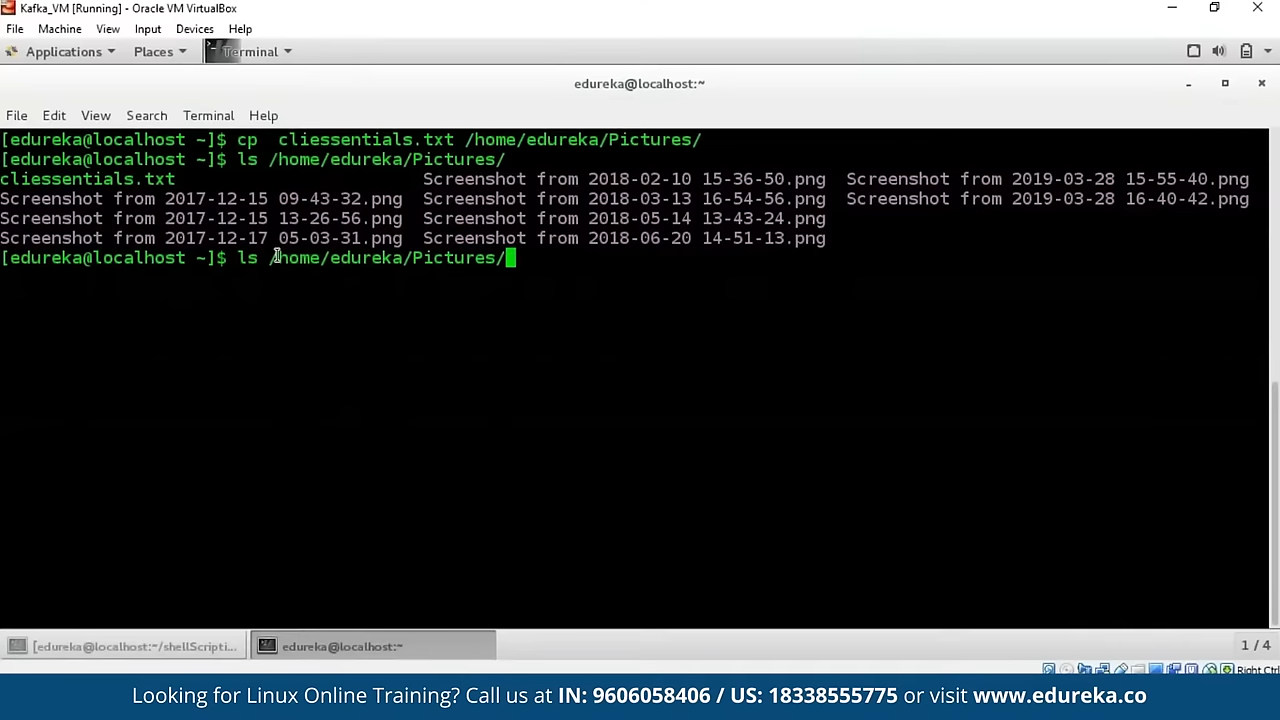 Kafka_VM [Running] - Oracle VM VirtualBox
File Machine View Input Devices Help
Applications Places Terminal
edureka@localhost:~
File Edit View Search Terminal Help
[edureka@localhost ~]$ cp  cliessentials.txt /home/edureka/Pictures/
[edureka@localhost ~]$ ls /home/edureka/Pictures/
cliessentials.txt Screenshot from 2018-02-10 15-36-50.png Screenshot from 2019-03-28 15-55-40.png
Screenshot from 2017-12-15 09-43-32.png Screenshot from 2018-03-13 16-54-56.png Screenshot from 2019-03-28 16-40-42.png
Screenshot from 2017-12-15 13-26-56.png Screenshot from 2018-05-14 13-43-24.png
Screenshot from 2017-12-17 05-03-31.png Screenshot from 2018-06-20 14-51-13.png
[edureka@localhost ~]$ ls /home/edureka/Pictures/
[edureka@localhost:~/shellScripti... edureka@localhost:~ 1 / 4
Right Ctrl
Looking for Linux Online Training? Call us at IN: 9606058406 / US: 18338555775 or visit www.edureka.co